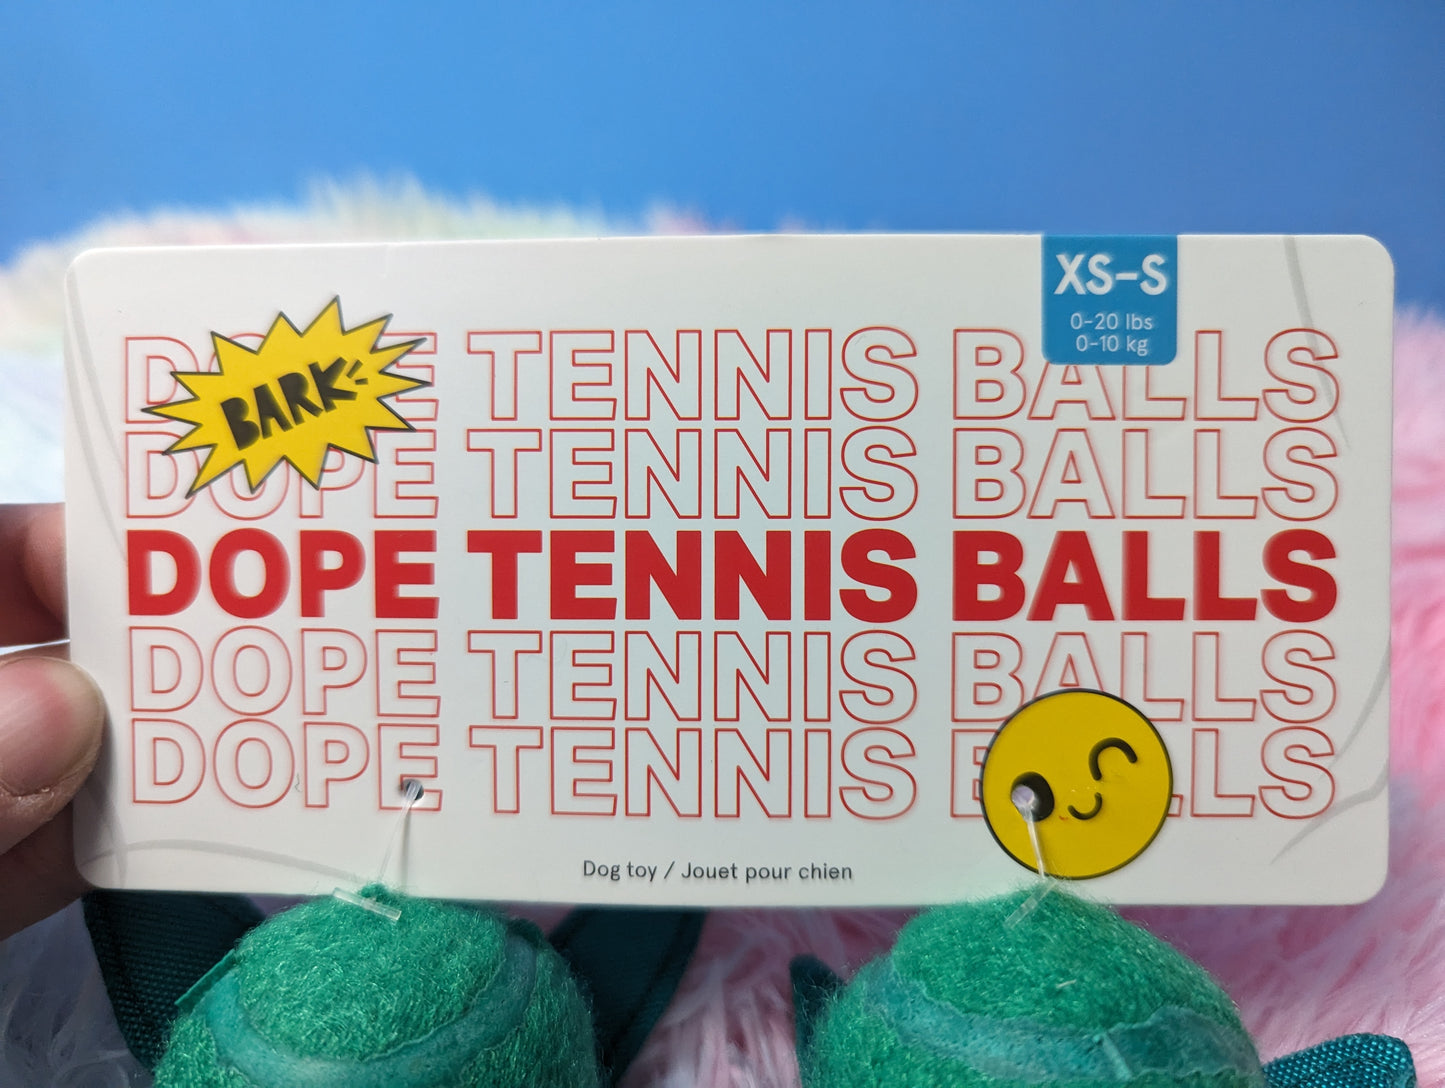 BARK
XS-S
0-20 lbs
0-10 kg
DOPE TENNIS BALLS
DOPE TENNIS BALLS
DOPE TENNIS BALLS
DOPE TENNIS BALLS
DOPE TENNIS BALLS
Dog toy / Jouet pour chien